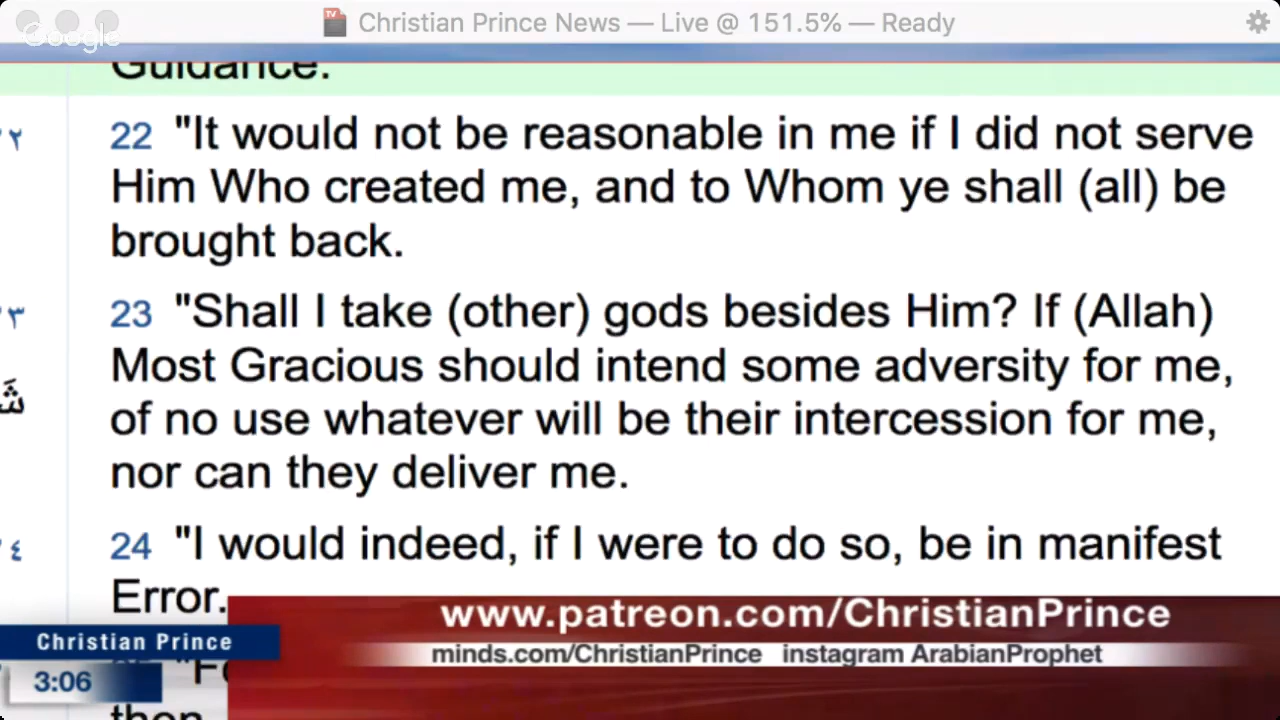 Christian Prince News — Live @ 151.5% — Ready
Google
Guidance.
22 "It would not be reasonable in me if I did not serve
Him Who created me, and to Whom ye shall (all) be
brought back.
٢
23 "Shall I take (other) gods besides Him? If (Allah)
Most Gracious should intend some adversity for me,
of no use whatever will be their intercession for me,
nor can they deliver me.
٣
24 "I would indeed, if I were to do so, be in manifest
Error.
٤
www.patreon.com/ChristianPrince
Christian Prince
minds.com/ChristianPrince instagram ArabianProphet
3:06